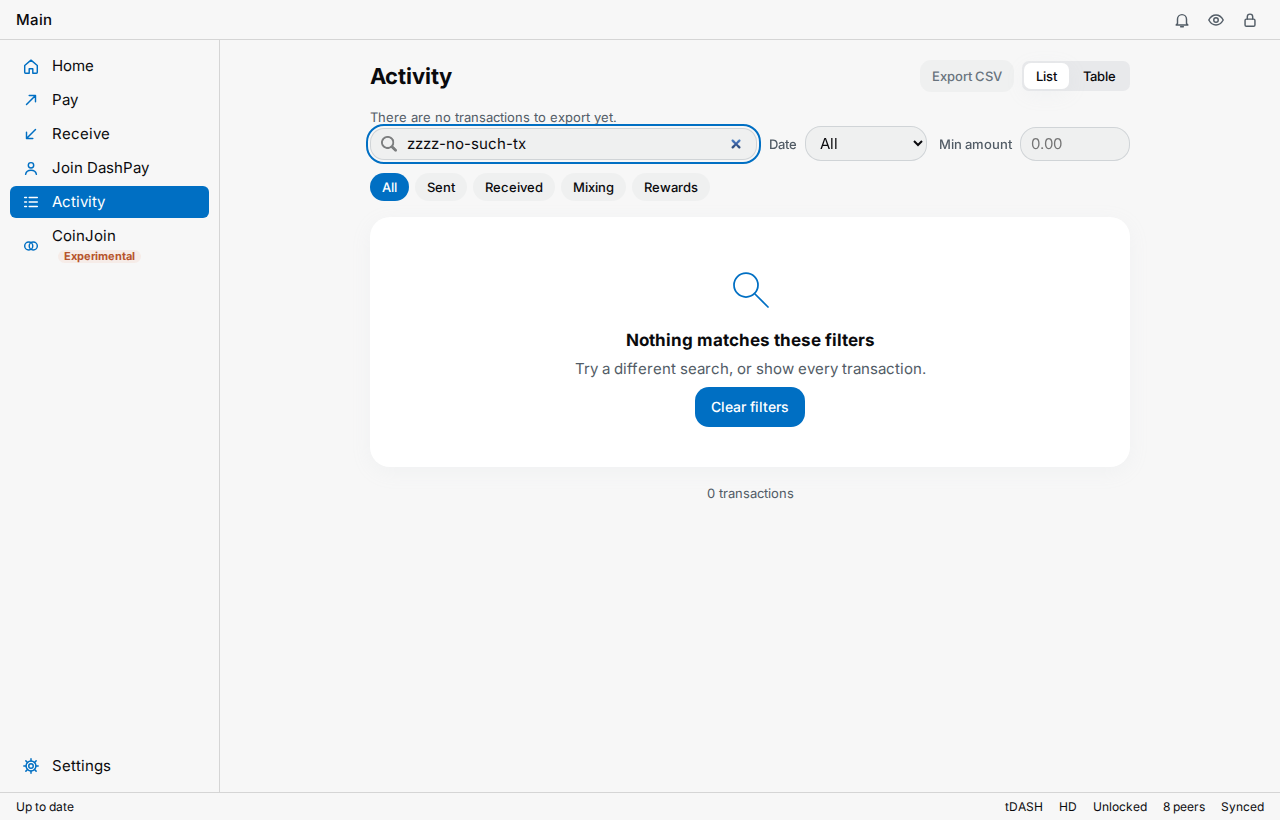 Main
Home
Pay
Receive
Join DashPay
Activity
CoinJoin
Experimental
Settings
Activity
Export CSV
List
Table
There are no transactions to export yet.
zzzz-no-such-tx
Date
All
Min amount
0.00
All
Sent
Received
Mixing
Rewards
Nothing matches these filters
Try a different search, or show every transaction.
Clear filters
0 transactions
Up to date
tDASH
HD
Unlocked
8 peers
Synced